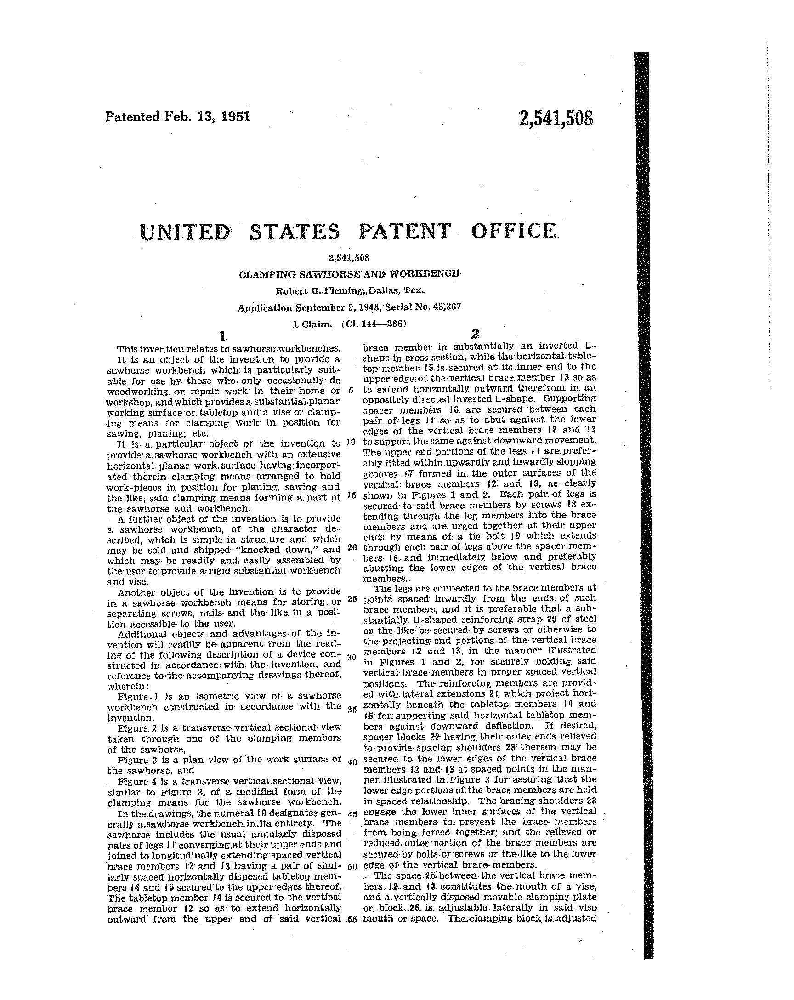 Patented Feb. 13, 1951
2,541,508
UNITED STATES PATENT OFFICE
2,541,508
CLAMPING SAWHORSE AND WORKBENCH
Robert B. Fleming, Dallas, Tex.
Application September 9, 1948, Serial No. 48,367
1 Claim. (Cl. 144—286)
1
This invention relates to sawhorse workbenches.
It is an object of the invention to provide a
sawhorse workbench which is particularly suit-
able for use by those who only occasionally do
woodworking or repair work in their home or
workshop, and which provides a substantial planar
working surface or tabletop and a vise or clamp-
ing means for clamping work in position for
sawing, planing, etc.
It is a particular object of the invention to
provide a sawhorse workbench with an extensive
horizontal planar work surface having incorpor-
ated therein clamping means arranged to hold
work-pieces in position for planing, sawing and
the like, said clamping means forming a part of
the sawhorse and workbench.
A further object of the invention is to provide
a sawhorse workbench, of the character de-
scribed, which is simple in structure and which
may be sold and shipped "knocked down," and
which may be readily and easily assembled by
the user to provide a rigid substantial workbench
and vise.
Another object of the invention is to provide
in a sawhorse workbench means for storing or
separating screws, nails and the like in a posi-
tion accessible to the user.
Additional objects and advantages of the in-
vention will readily be apparent from the read-
ing of the following description of a device con-
structed in accordance with the invention, and
reference to the accompanying drawings thereof,
wherein:
Figure 1 is an isometric view of a sawhorse
workbench constructed in accordance with the
invention,
Figure 2 is a transverse vertical sectional view
taken through one of the clamping members
of the sawhorse,
Figure 3 is a plan view of the work surface of
the sawhorse, and
Figure 4 is a transverse vertical sectional view,
similar to Figure 2, of a modified form of the
clamping means for the sawhorse workbench.
In the drawings, the numeral 10 designates gen-
erally a sawhorse workbench in its entirety. The
sawhorse includes the usual angularly disposed
pairs of legs 11 converging at their upper ends and
joined to longitudinally extending spaced vertical
brace members 12 and 13 having a pair of simi-
larly spaced horizontally disposed tabletop mem-
bers 14 and 15 secured to the upper edges thereof.
The tabletop member 14 is secured to the vertical
brace member 12 so as to extend horizontally
outward from the upper end of said vertical
5
10
15
20
25
30
35
40
45
50
55
2
brace member in substantially an inverted L-
shape in cross section, while the horizontal table-
top member 15 is secured at its inner end to the
upper edge of the vertical brace member 13 so as
to extend horizontally outward therefrom in an
oppositely directed inverted L-shape. Supporting
spacer members 16 are secured between each
pair of legs 11 so as to abut against the lower
edges of the vertical brace members 12 and 13
to support the same against downward movement.
The upper end portions of the legs 11 are prefer-
ably fitted within upwardly and inwardly slopping
grooves 17 formed in the outer surfaces of the
vertical brace members 12 and 13, as clearly
shown in Figures 1 and 2. Each pair of legs is
secured to said brace members by screws 18 ex-
tending through the leg members into the brace
members and are urged together at their upper
ends by means of a tie bolt 19 which extends
through each pair of legs above the spacer mem-
bers 16 and immediately below and preferably
abutting the lower edges of the vertical brace
members.
The legs are connected to the brace members at
points spaced inwardly from the ends of such
brace members, and it is preferable that a sub-
stantially U-shaped reinforcing strap 20 of steel
or the like be secured by screws or otherwise to
the projecting end portions of the vertical brace
members 12 and 13, in the manner illustrated
in Figures 1 and 2, for securely holding said
vertical brace members in proper spaced vertical
positions. The reinforcing members are provid-
ed with lateral extensions 21 which project hori-
zontally beneath the tabletop members 14 and
15 for supporting said horizontal tabletop mem-
bers against downward deflection. If desired,
spacer blocks 22 having their outer ends relieved
to provide spacing shoulders 23 thereon may be
secured to the lower edges of the vertical brace
members 12 and 13 at spaced points in the man-
ner illustrated in Figure 3 for assuring that the
lower edge portions of the brace members are held
in spaced relationship. The bracing shoulders 23
engage the lower inner surfaces of the vertical
brace members to prevent the brace members
from being forced together, and the relieved or
reduced outer portion of the brace members are
secured by bolts or screws or the like to the lower
edge of the vertical brace members.
The space 25 between the vertical brace mem-
bers 12 and 13 constitutes the mouth of a vise,
and a vertically disposed movable clamping plate
or block 26 is adjustable laterally in said vise
mouth or space. The clamping block is adjusted